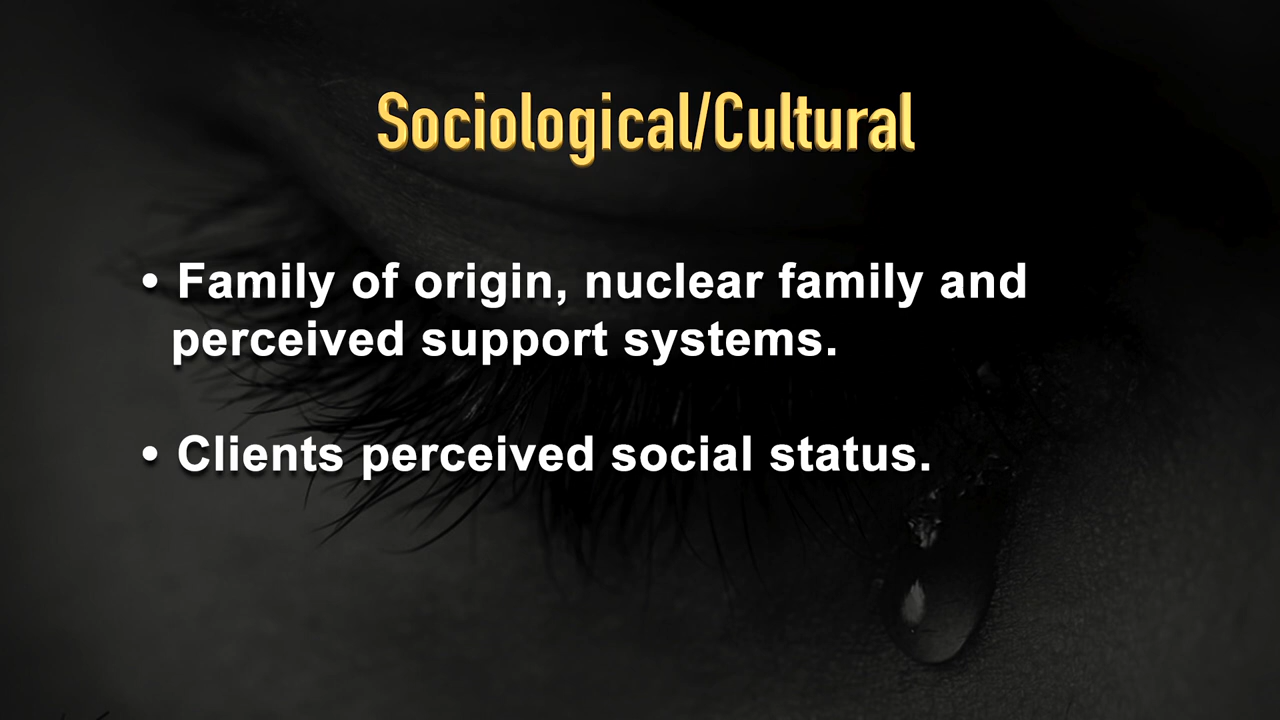 Sociological/Cultural
• Family of origin, nuclear family and
perceived support systems.
• Clients perceived social status.